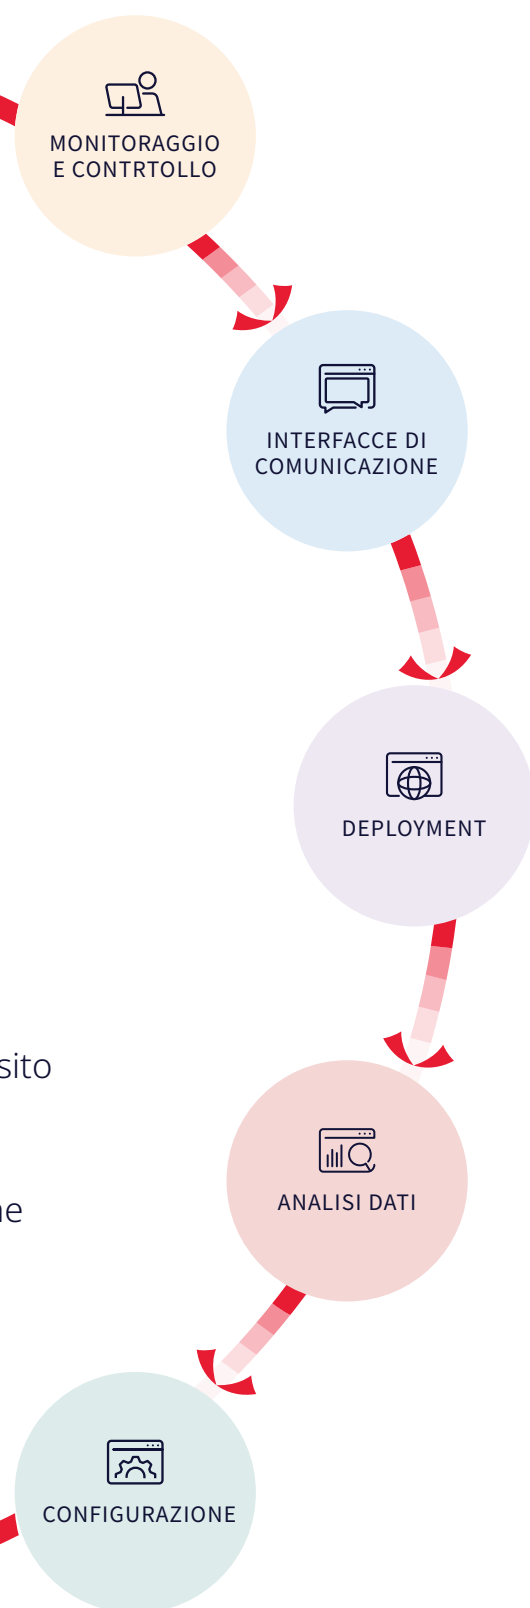 MONITORAGGIO
E CONTRTOLLO
INTERFACCE DI
COMUNICAZIONE
DEPLOYMENT
sito
ne
ANALISI DATI
CONFIGURAZIONE